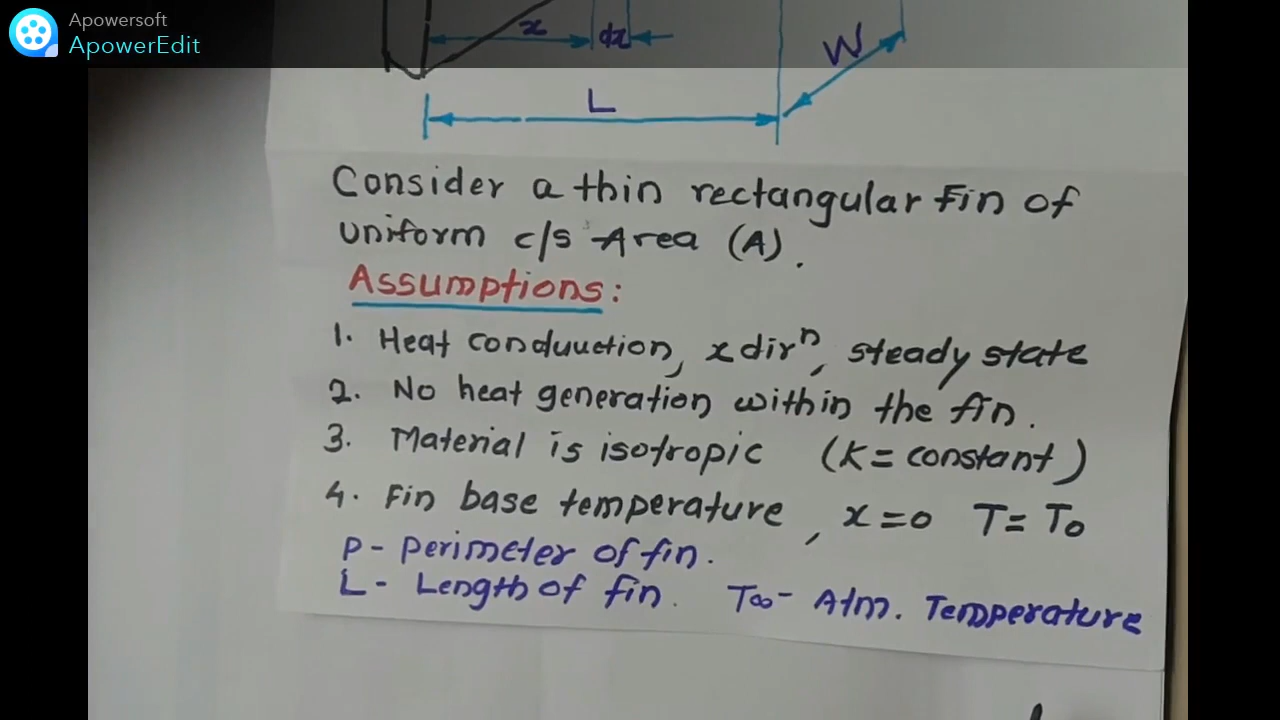 Apowersoft
ApowerEdit
x dx
W
L
Consider a thin rectangular Fin of
uniform c/s Area (A).
Assumptions:
1. Heat conduuction, x dirⁿ, steady state
2. No heat generation within the fin.
3. Material is isotropic (K = constant)
4. Fin base temperature, x = 0 T = T₀
P - Perimeter of fin.
L - Length of fin. T∞ - Atm. Temperature